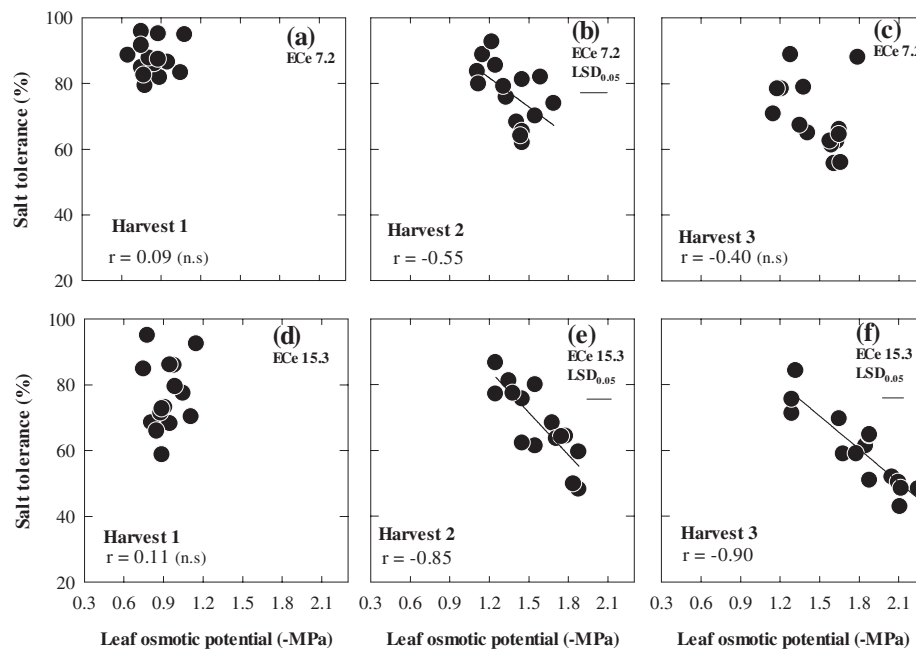 100
80
60
40
20
Salt tolerance (%)
(a)
ECe 7.2
Harvest 1
r = 0.09 (n.s)
(b)
ECe 7.2
LSD0.05
Harvest 2
r = -0.55
(c)
ECe 7.2
Harvest 3
r = -0.40 (n.s)
100
80
60
40
20
Salt tolerance (%)
(d)
ECe 15.3
Harvest 1
r = 0.11 (n.s)
(e)
ECe 15.3
LSD0.05
Harvest 2
r = -0.85
(f)
ECe 15.3
LSD0.05
Harvest 3
r = -0.90
0.3 0.6 0.9 1.2 1.5 1.8 2.1
0.3 0.6 0.9 1.2 1.5 1.8 2.1
0.3 0.6 0.9 1.2 1.5 1.8 2.1
Leaf osmotic potential (-MPa)
Leaf osmotic potential (-MPa)
Leaf osmotic potential (-MPa)